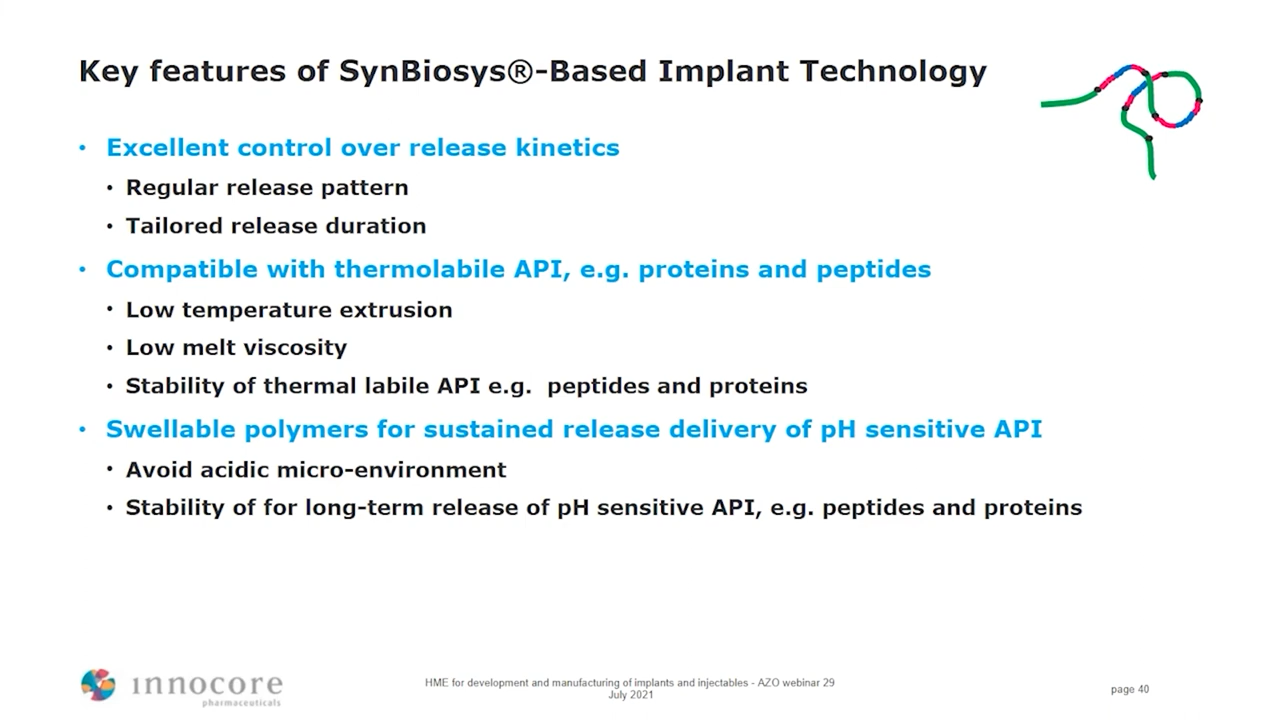 Key features of SynBiosys®-Based Implant Technology
• Excellent control over release kinetics
• Regular release pattern
• Tailored release duration
• Compatible with thermolabile API, e.g. proteins and peptides
• Low temperature extrusion
• Low melt viscosity
• Stability of thermal labile API e.g.  peptides and proteins
• Swellable polymers for sustained release delivery of pH sensitive API
• Avoid acidic micro-environment
• Stability of for long-term release of pH sensitive API, e.g. peptides and proteins
innocore
pharmaceuticals
HME for development and manufacturing of implants and injectables - AZO webinar 29
July 2021
page 40